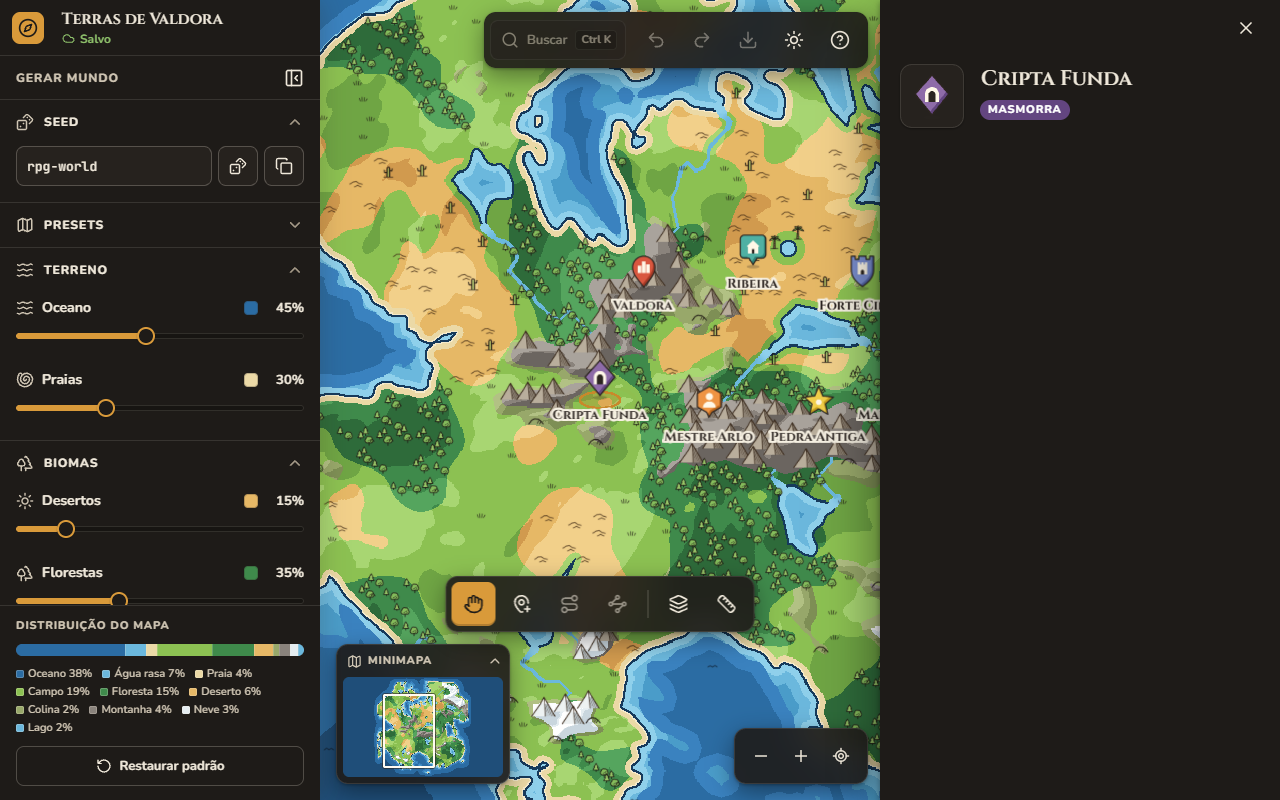 Terras de Valdora
Salvo
GERAR MUNDO
SEED
rpg-world
PRESETS
TERRENO
Oceano 45%
Praias 30%
BIOMAS
Desertos 15%
Florestas 35%
DISTRIBUIÇÃO DO MAPA
Oceano 38% Água rasa 7% Praia 4%
Campo 19% Floresta 15% Deserto 6%
Colina 2% Montanha 4% Neve 3%
Lago 2%
Restaurar padrão
Buscar Ctrl K
Ribeira
Valdora
Forte
Cripta Funda
Mestre Arlo
Pedra Antiga
MINIMAPA
Cripta Funda
MASMORRA